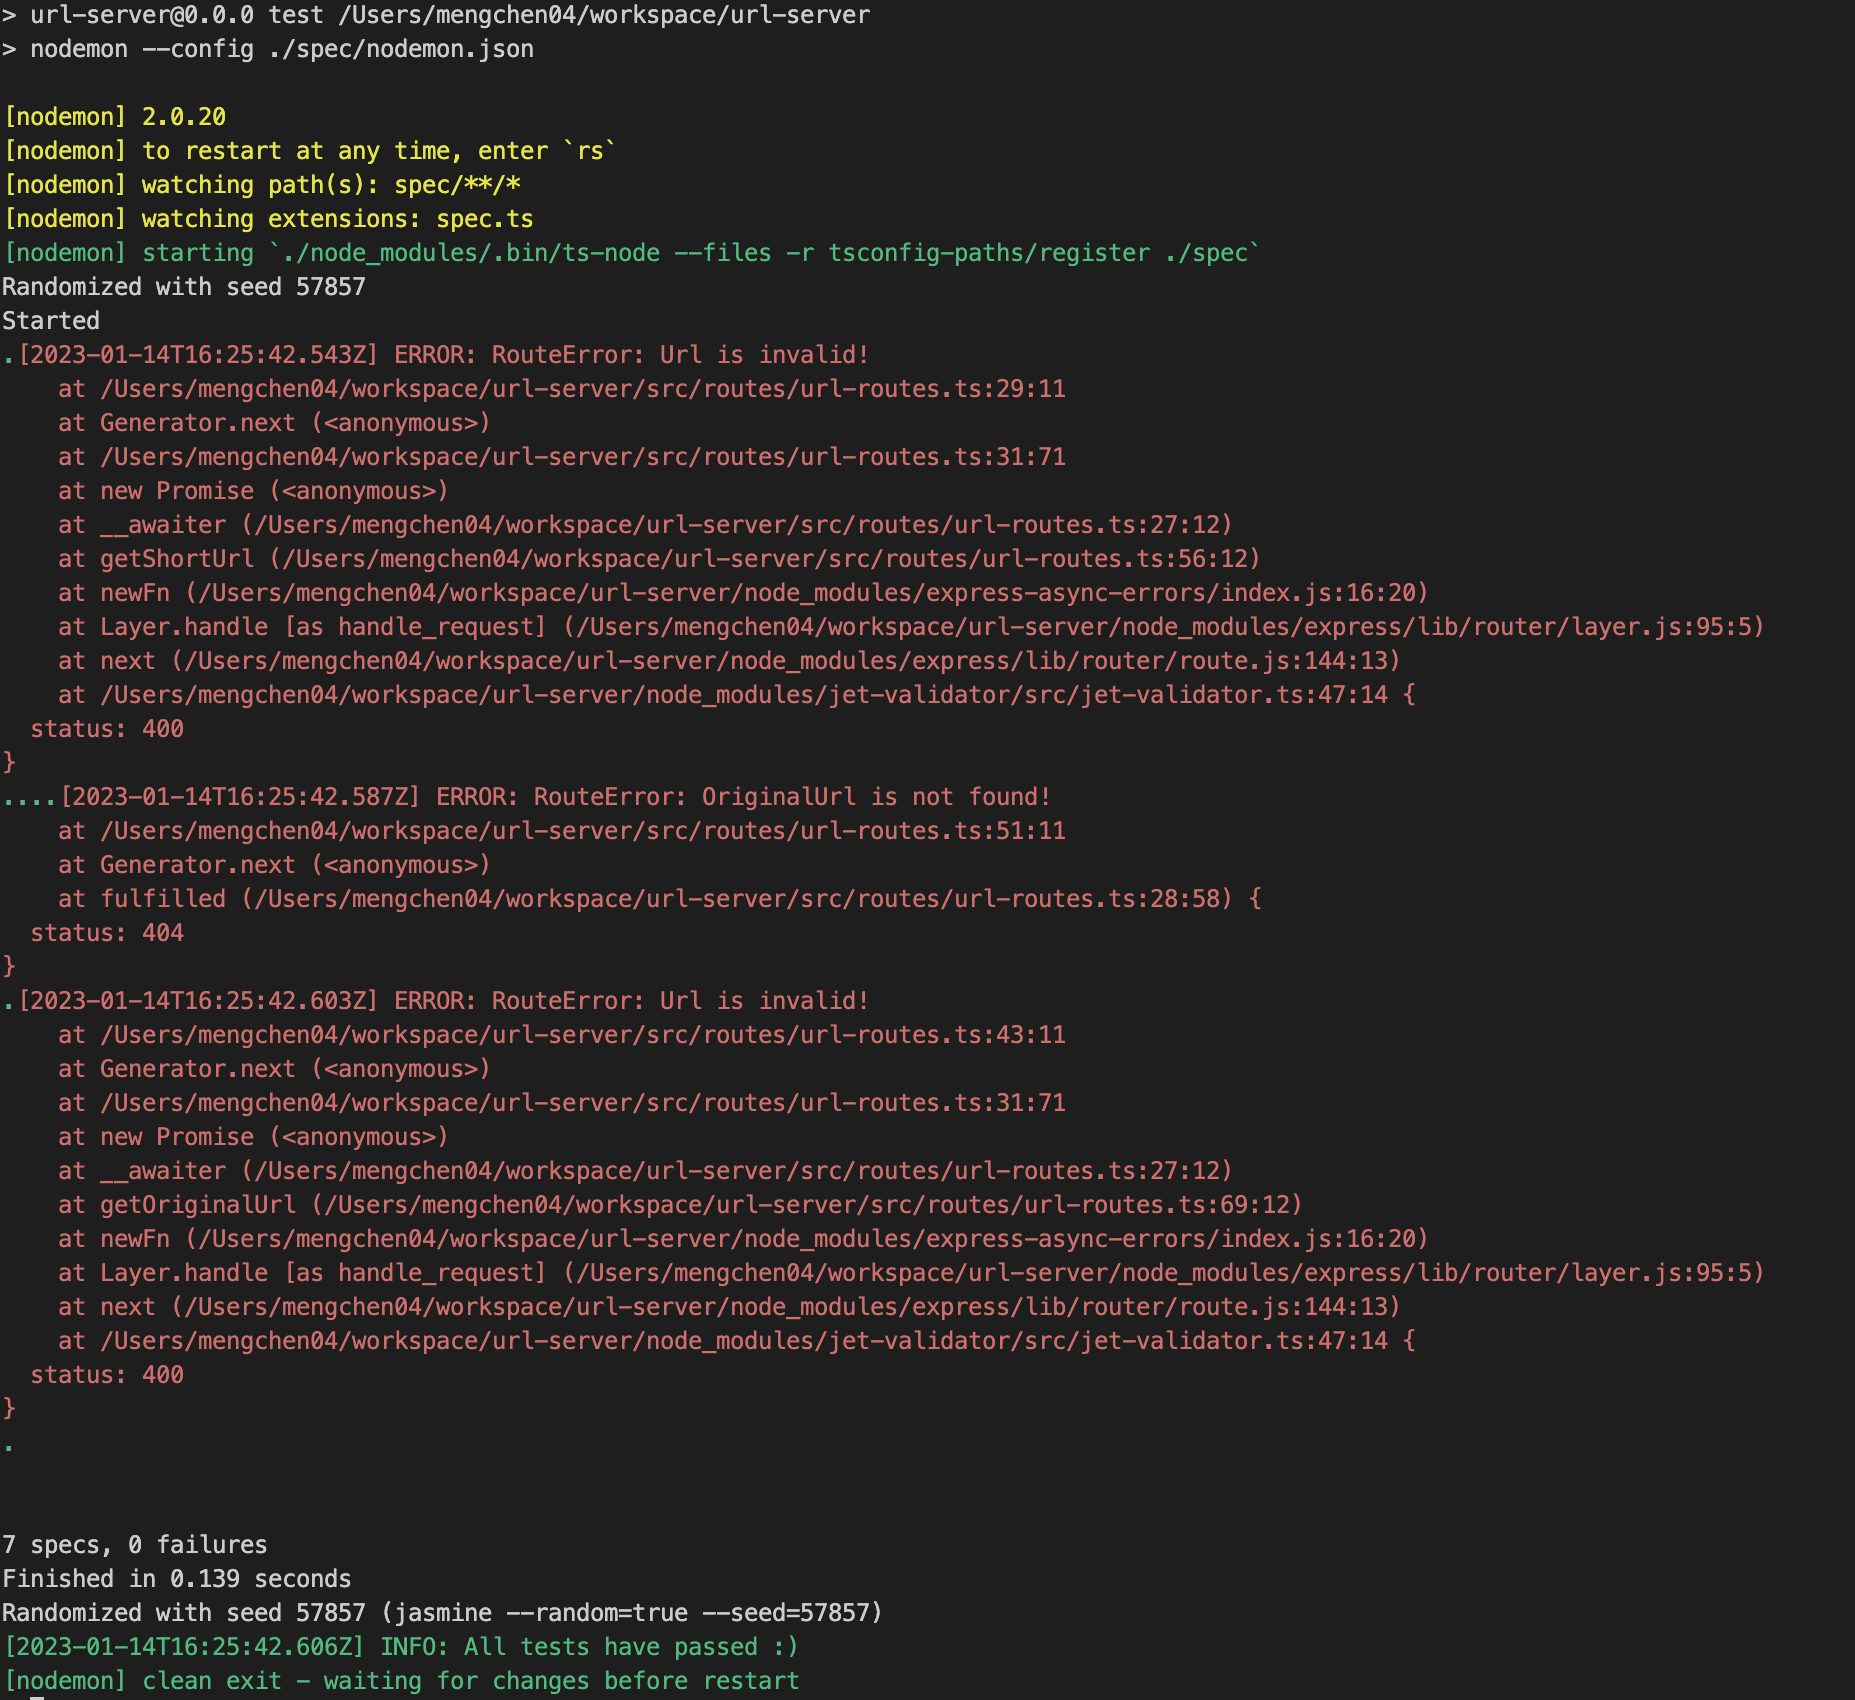 > url-server@0.0.0 test /Users/mengchen04/workspace/url-server
> nodemon --config ./spec/nodemon.json
[nodemon] 2.0.20
[nodemon] to restart at any time, enter `rs`
[nodemon] watching path(s): spec/**/*
[nodemon] watching extensions: spec.ts
[nodemon] starting `./node_modules/.bin/ts-node --files -r tsconfig-paths/register ./spec`
Randomized with seed 57857
Started
.[2023-01-14T16:25:42.543Z] ERROR: RouteError: Url is invalid!
    at /Users/mengchen04/workspace/url-server/src/routes/url-routes.ts:29:11
    at Generator.next (<anonymous>)
    at /Users/mengchen04/workspace/url-server/src/routes/url-routes.ts:31:71
    at new Promise (<anonymous>)
    at __awaiter (/Users/mengchen04/workspace/url-server/src/routes/url-routes.ts:27:12)
    at getShortUrl (/Users/mengchen04/workspace/url-server/src/routes/url-routes.ts:56:12)
    at newFn (/Users/mengchen04/workspace/url-server/node_modules/express-async-errors/index.js:16:20)
    at Layer.handle [as handle_request] (/Users/mengchen04/workspace/url-server/node_modules/express/lib/router/layer.js:95:5)
    at next (/Users/mengchen04/workspace/url-server/node_modules/express/lib/router/route.js:144:13)
    at /Users/mengchen04/workspace/url-server/node_modules/jet-validator/src/jet-validator.ts:47:14 {
  status: 400
}
....[2023-01-14T16:25:42.587Z] ERROR: RouteError: OriginalUrl is not found!
    at /Users/mengchen04/workspace/url-server/src/routes/url-routes.ts:51:11
    at Generator.next (<anonymous>)
    at fulfilled (/Users/mengchen04/workspace/url-server/src/routes/url-routes.ts:28:58) {
  status: 404
}
.[2023-01-14T16:25:42.603Z] ERROR: RouteError: Url is invalid!
    at /Users/mengchen04/workspace/url-server/src/routes/url-routes.ts:43:11
    at Generator.next (<anonymous>)
    at /Users/mengchen04/workspace/url-server/src/routes/url-routes.ts:31:71
    at new Promise (<anonymous>)
    at __awaiter (/Users/mengchen04/workspace/url-server/src/routes/url-routes.ts:27:12)
    at getOriginalUrl (/Users/mengchen04/workspace/url-server/src/routes/url-routes.ts:69:12)
    at newFn (/Users/mengchen04/workspace/url-server/node_modules/express-async-errors/index.js:16:20)
    at Layer.handle [as handle_request] (/Users/mengchen04/workspace/url-server/node_modules/express/lib/router/layer.js:95:5)
    at next (/Users/mengchen04/workspace/url-server/node_modules/express/lib/router/route.js:144:13)
    at /Users/mengchen04/workspace/url-server/node_modules/jet-validator/src/jet-validator.ts:47:14 {
  status: 400
}
.
7 specs, 0 failures
Finished in 0.139 seconds
Randomized with seed 57857 (jasmine --random=true --seed=57857)
[2023-01-14T16:25:42.606Z] INFO: All tests have passed :)
[nodemon] clean exit - waiting for changes before restart